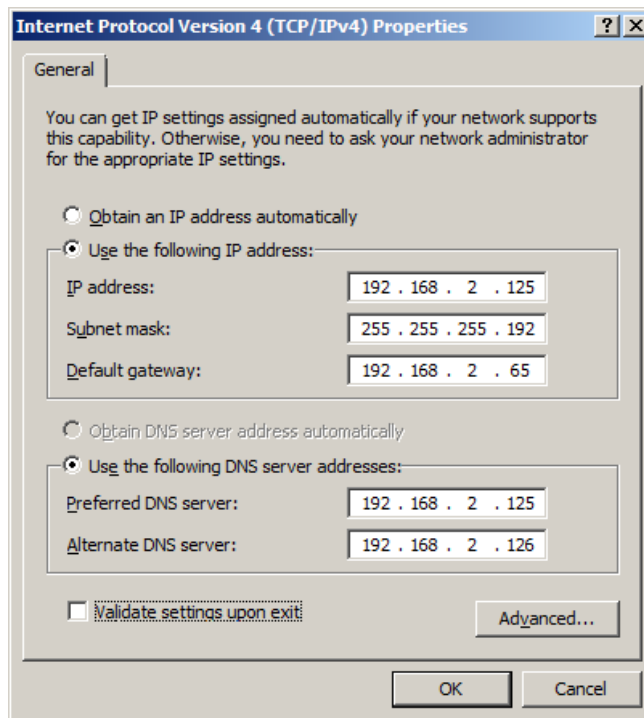 Internet Protocol Version 4 (TCP/IPv4) Properties
General
You can get IP settings assigned automatically if your network supports
this capability. Otherwise, you need to ask your network administrator
for the appropriate IP settings.
Obtain an IP address automatically
Use the following IP address:
IP address: 192 . 168 . 2 . 125
Subnet mask: 255 . 255 . 255 . 192
Default gateway: 192 . 168 . 2 . 65
Obtain DNS server address automatically
Use the following DNS server addresses:
Preferred DNS server: 192 . 168 . 2 . 125
Alternate DNS server: 192 . 168 . 2 . 126
Validate settings upon exit
Advanced...
OK Cancel